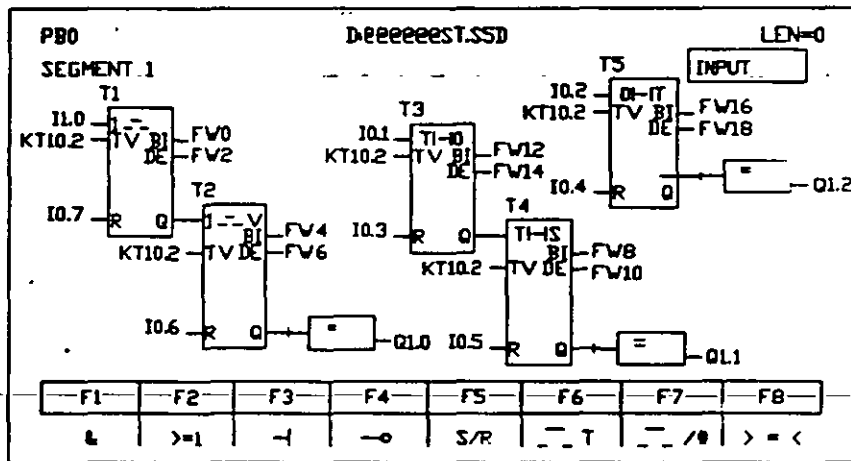 PB0 D:@@@@@@ST.S5D LEN=0
SEGMENT 1 INPUT
T1
I1.0
KT10.2 TV BI FW0
DE FW2
I0.7 R Q
T2
KT10.2 TV BI FW4
DE FW6
I0.6 R Q = Q1.0
T3
I0.1 T!-!0
KT10.2 BI FW12
DE FW14
I0.3 R Q
T4
T!-!S
KT10.2 TV BI FW8
DE FW10
I0.5 R Q = Q1.1
T5
I0.2 0!-!T
KT10.2 TV BI FW16
DE FW18
I0.4 R Q = Q1.2
F1 F2 F3 F4 F5 F6 F7 F8
& >=1 S/R T /# > = <